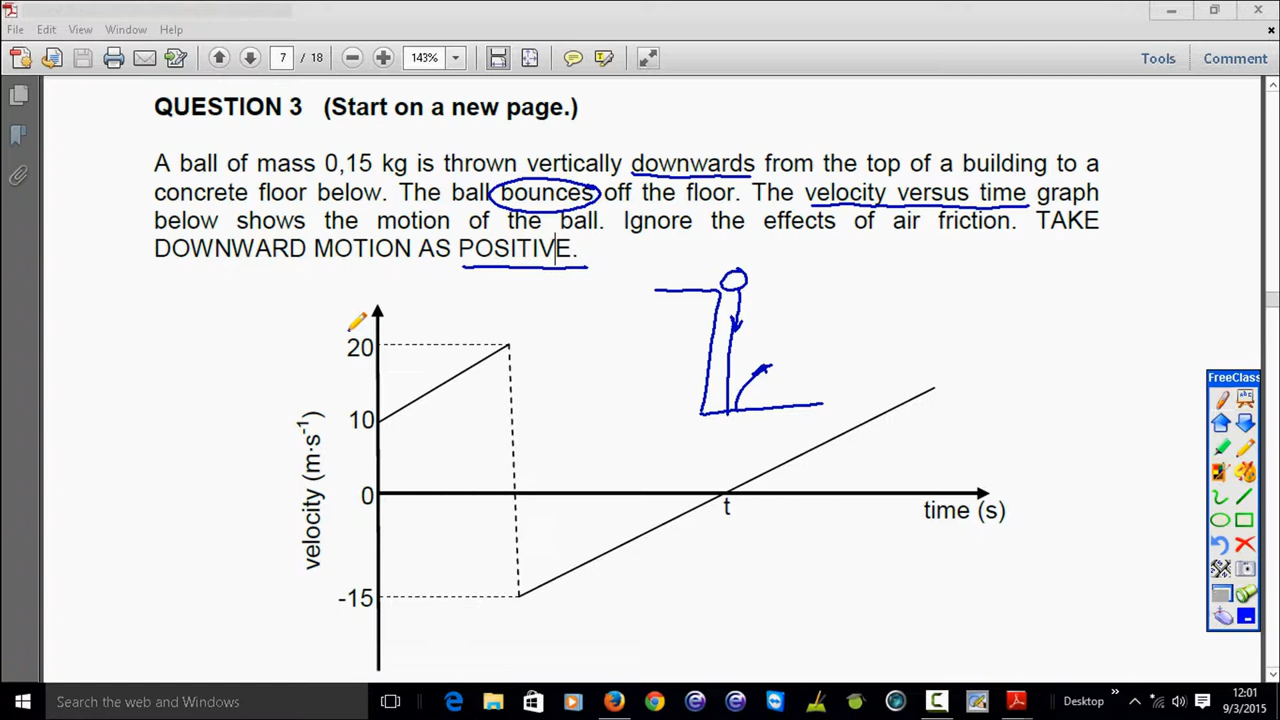 File Edit View Window Help
7 / 18 143% Tools Comment
QUESTION 3 (Start on a new page.)
A ball of mass 0,15 kg is thrown vertically downwards from the top of a building to a
concrete floor below. The ball bounces off the floor. The velocity versus time graph
below shows the motion of the ball. Ignore the effects of air friction. TAKE
DOWNWARD MOTION AS POSITIVE.
20
10
0
-15
velocity (m·s-1)
t
time (s)
FreeClass
Search the web and Windows
Desktop
12:01
9/3/2015